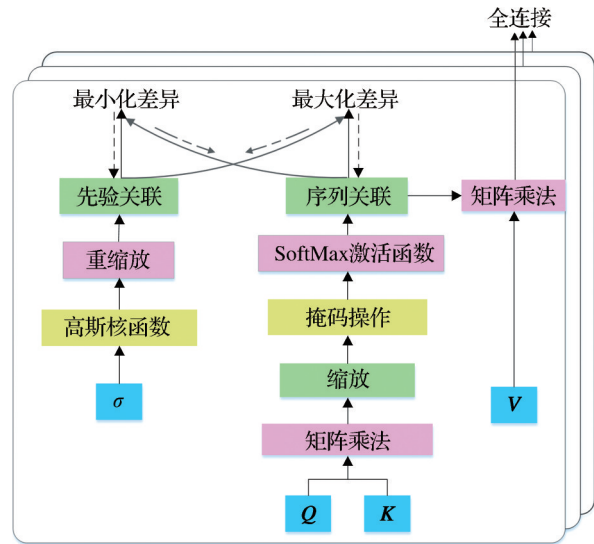 全连接
最小化差异
最大化差异
先验关联
序列关联
矩阵乘法
重缩放
SoftMax激活函数
高斯核函数
掩码操作
σ
缩放
V
矩阵乘法
Q
K